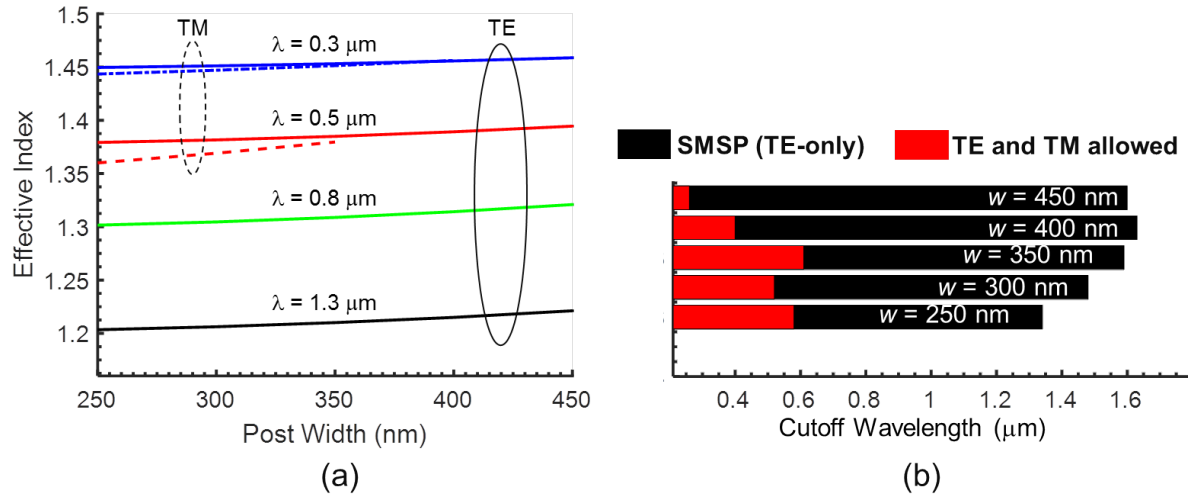 1.5
1.45
1.4
1.35
1.3
1.25
1.2
Effective Index
TM
TE
λ = 0.3 μm
λ = 0.5 μm
λ = 0.8 μm
λ = 1.3 μm
250 300 350 400 450
Post Width (nm)
(a)
SMSP (TE-only) TE and TM allowed
w = 450 nm
w = 400 nm
w = 350 nm
w = 300 nm
w = 250 nm
0.4 0.6 0.8 1 1.2 1.4 1.6
Cutoff Wavelength (μm)
(b)